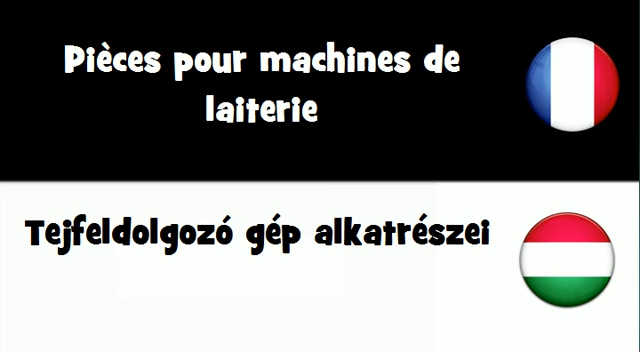 Pièces pour machines de
laiterie
Tejfeldolgozó gép alkatrészei